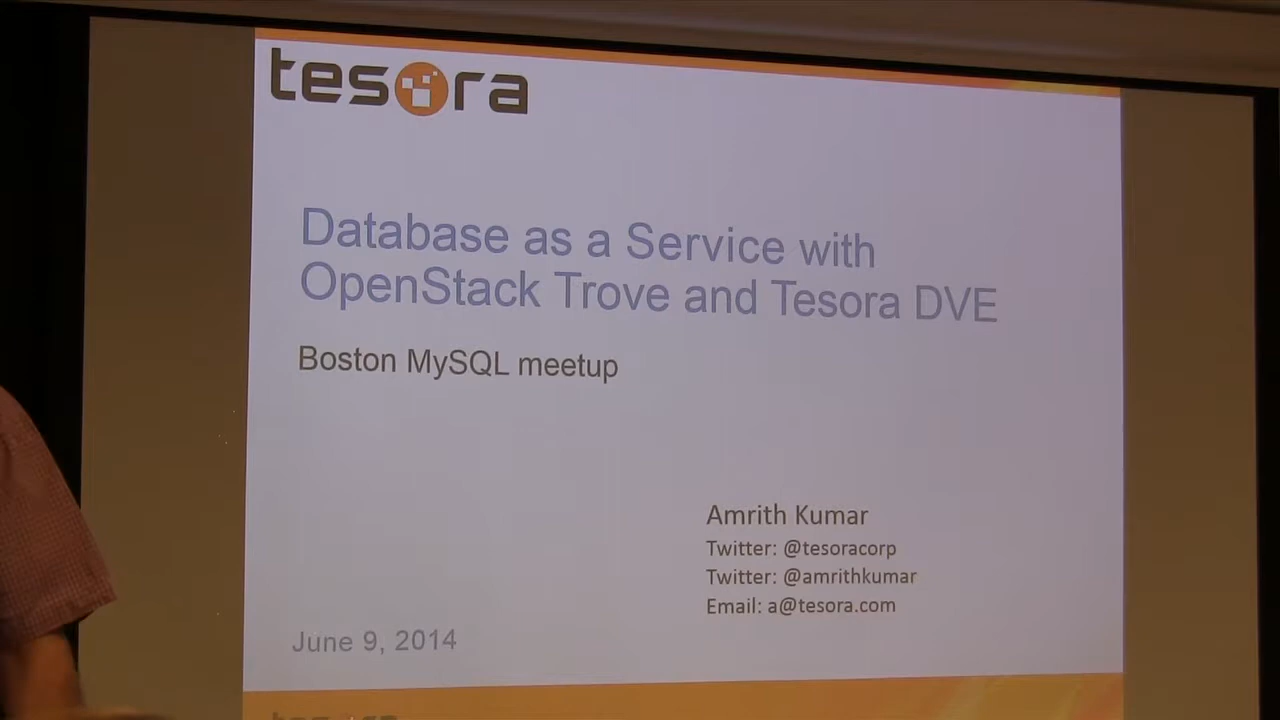 tesora
Database as a Service with
OpenStack Trove and Tesora DVE
Boston MySQL meetup
Amrith Kumar
Twitter: @tesoracorp
Twitter: @amrithkumar
Email: a@tesora.com
June 9, 2014
tesora